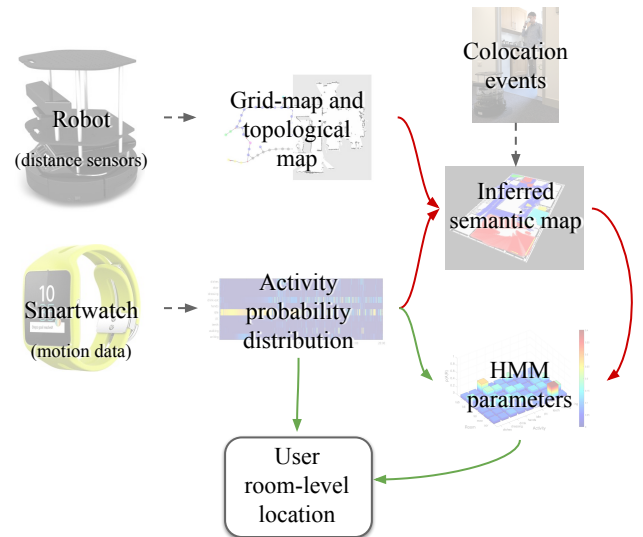 Colocation
events
Robot
(distance sensors)
Grid-map and
topological
map
Inferred
semantic map
10
Smartwatch
(motion data)
Activity
probability
distribution
HMM
parameters
User
room-level
location